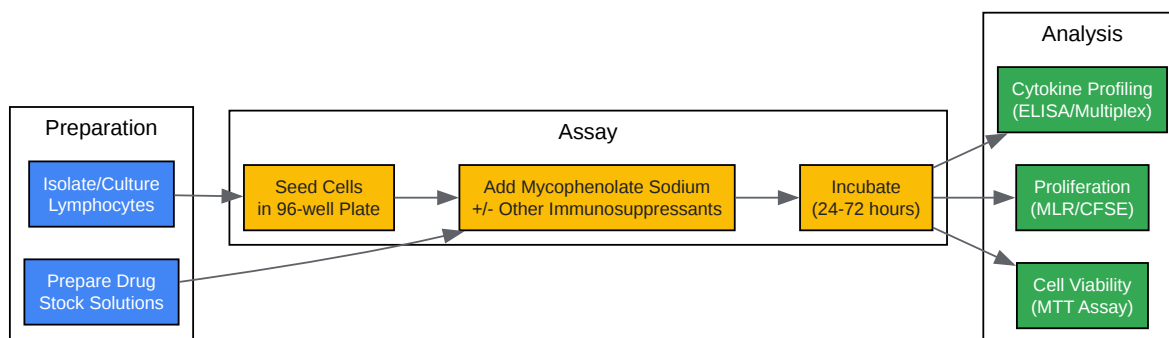 Preparation
Isolate/Culture
Lymphocytes
Prepare Drug
Stock Solutions
Assay
Seed Cells
in 96-well Plate
Add Mycophenolate Sodium
+/- Other Immunosuppressants
Incubate
(24-72 hours)
Analysis
Cytokine Profiling
(ELISA/Multiplex)
Proliferation
(MLR/CFSE)
Cell Viability
(MTT Assay)